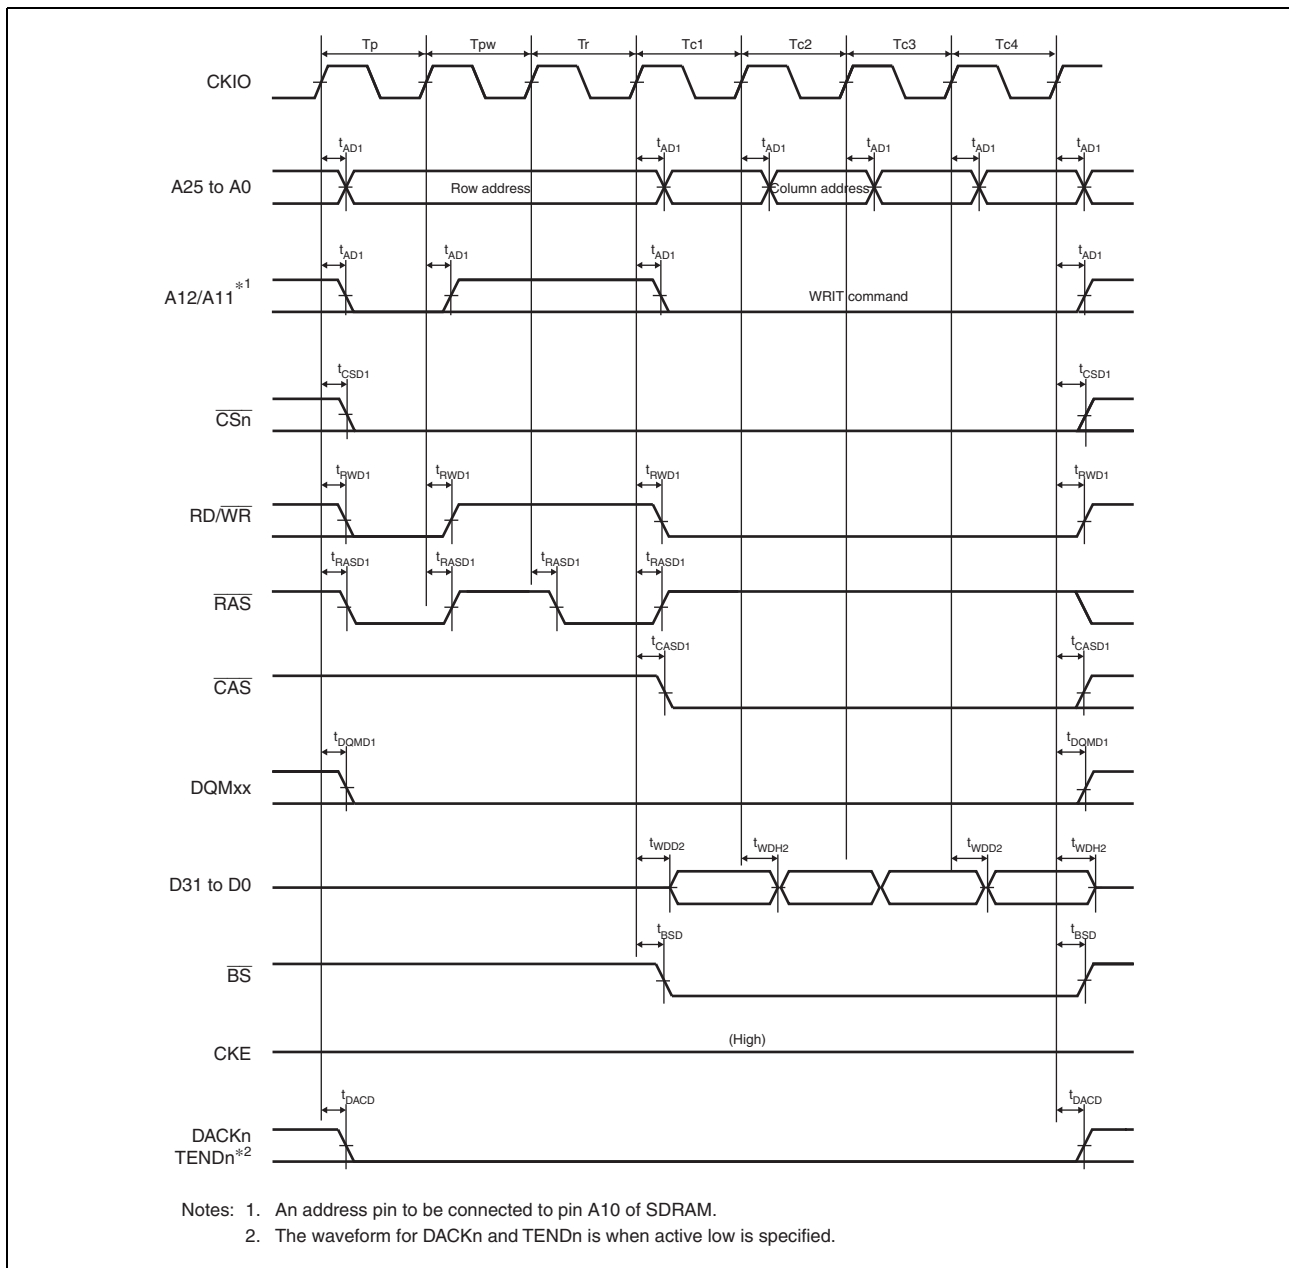 Tp Tpw Tr Tc1 Tc2 Tc3 Tc4
CKIO
tAD1 tAD1 tAD1 tAD1 tAD1 tAD1
A25 to A0 Row address Column address
tAD1 tAD1 tAD1 tAD1
A12/A11*1 WRIT command
tCSD1 tCSD1
CSn
tRWD1 tRWD1 tRWD1 tRWD1
RD/WR
tRASD1 tRASD1 tRASD1 tRASD1
RAS
tCASD1 tCASD1
CAS
tDQMD1 tDQMD1
DQMxx
tWDD2 tWDH2 tWDD2 tWDH2
D31 to D0
tBSD tBSD
BS
(High)
CKE
tDACD tDACD
DACKn
TENDn*2
Notes: 1. An address pin to be connected to pin A10 of SDRAM.
2. The waveform for DACKn and TENDn is when active low is specified.